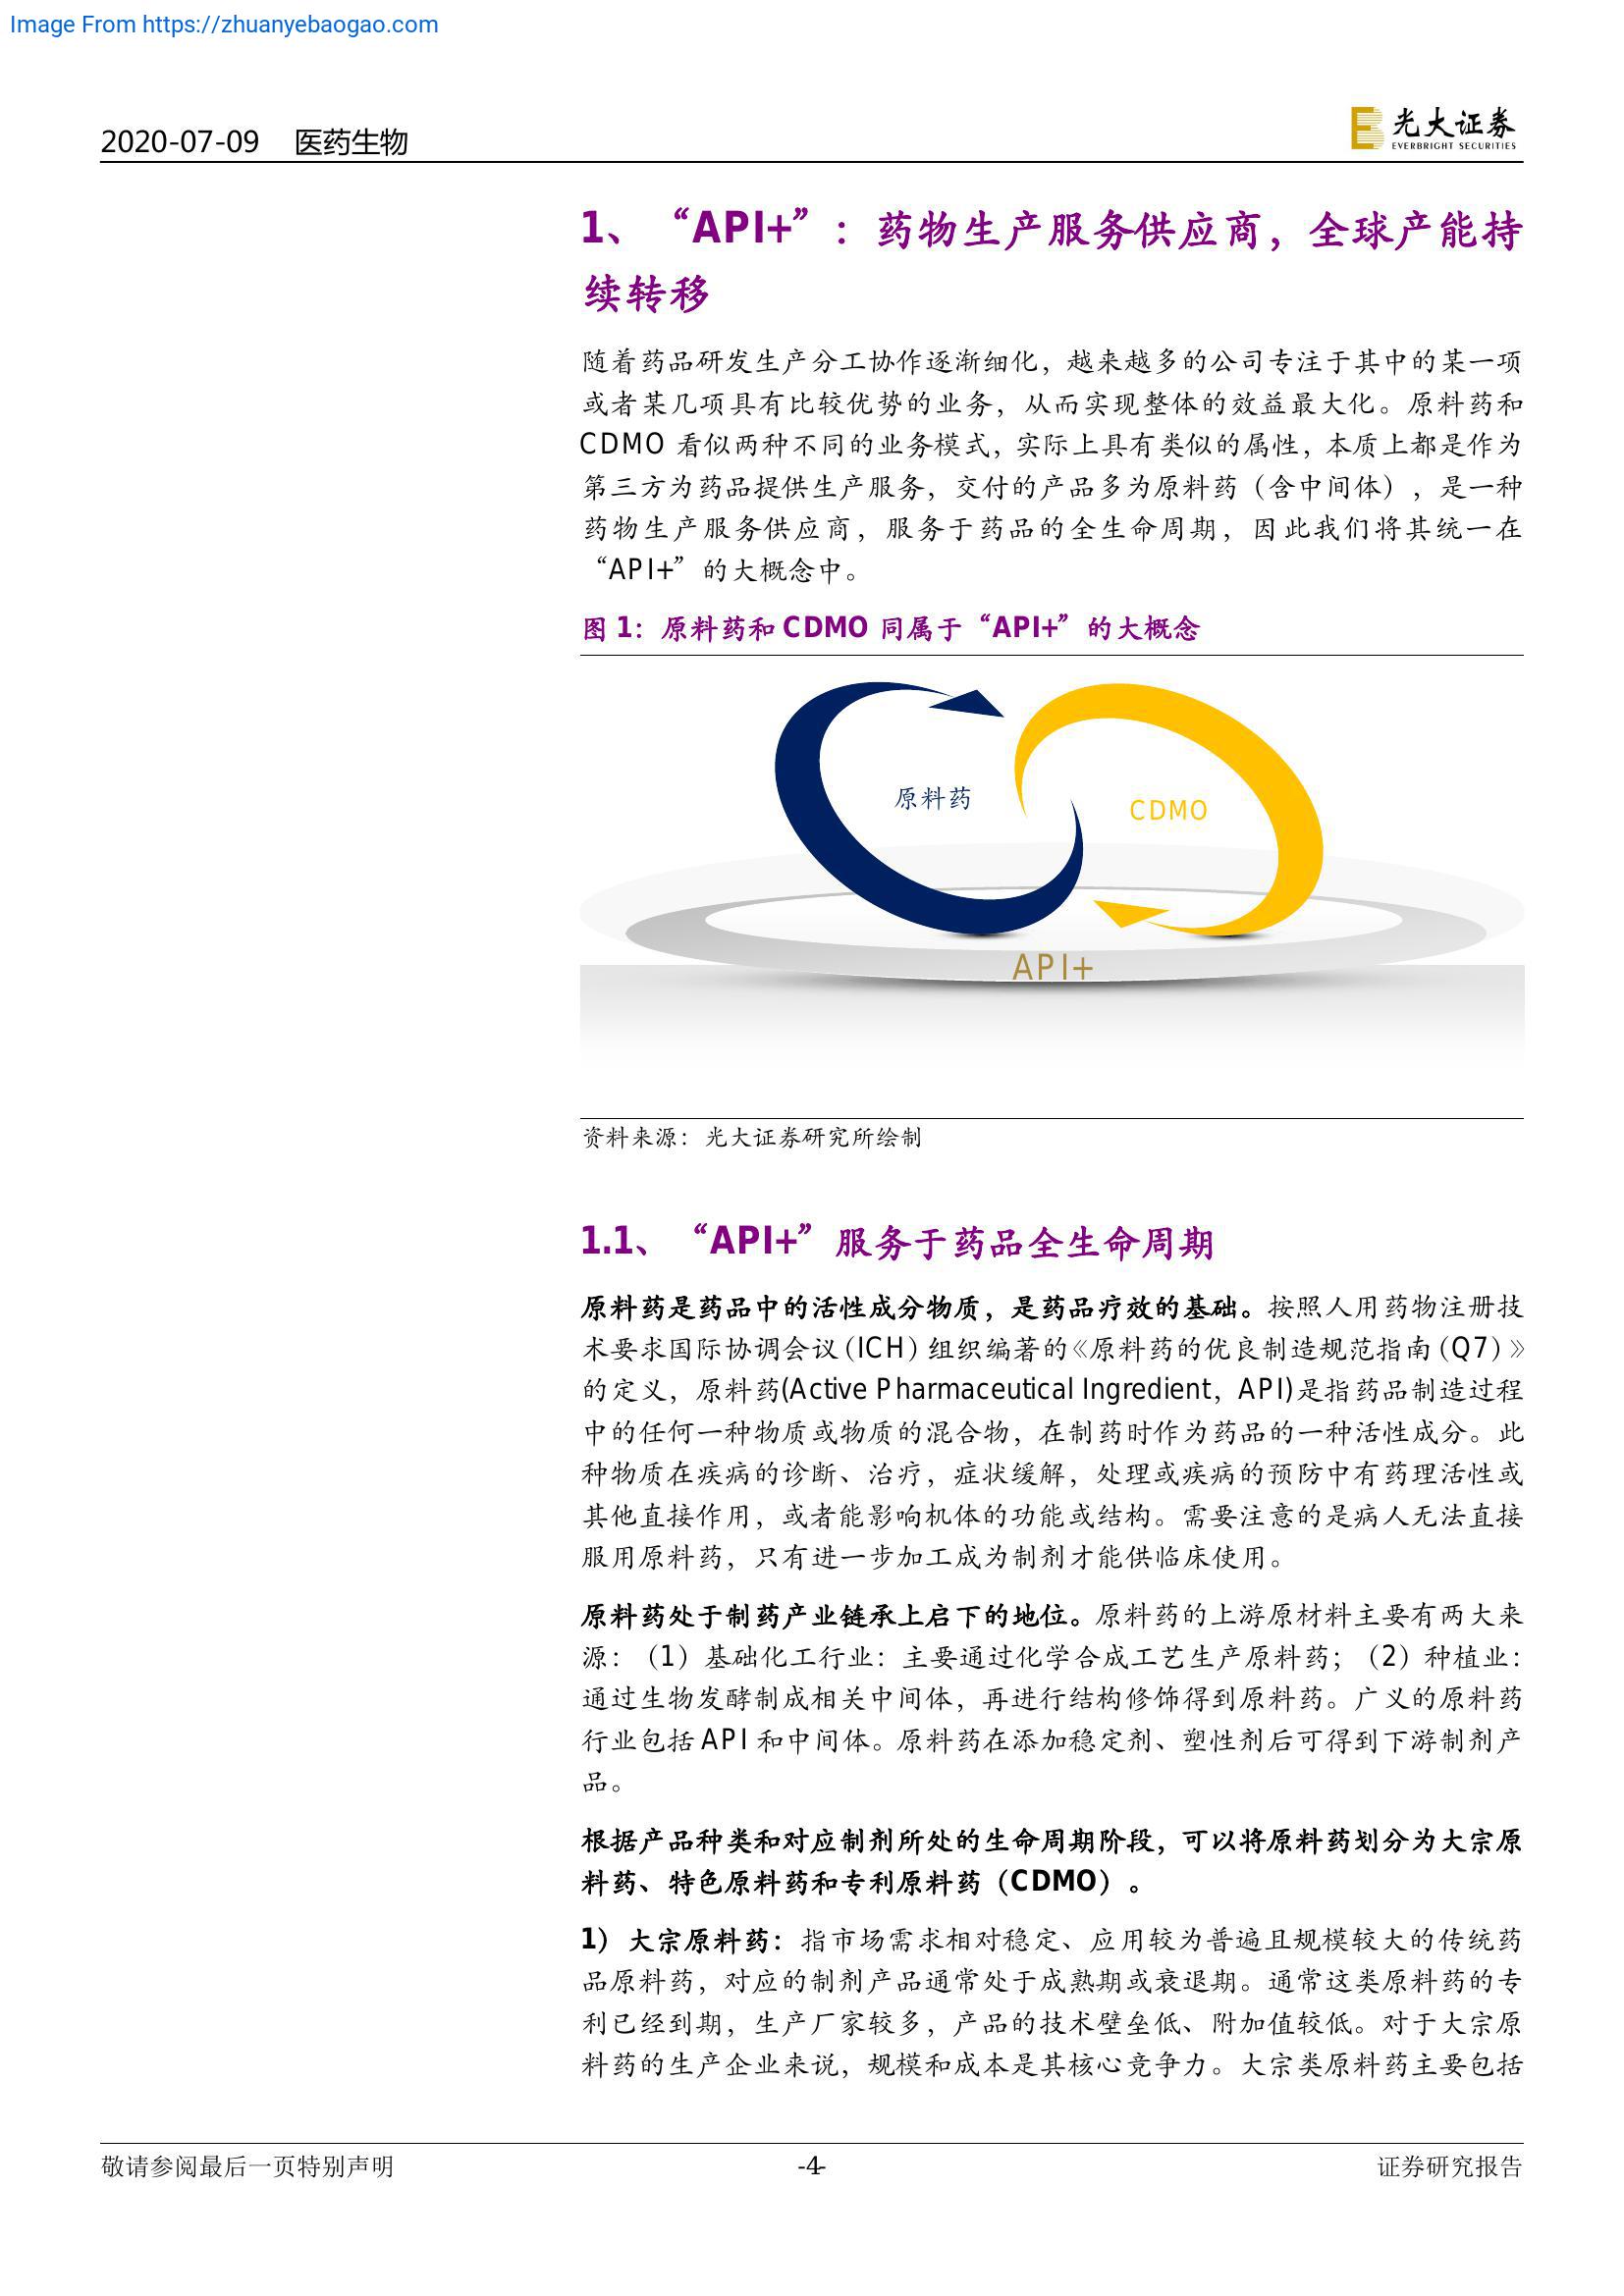 Image From https://zhuanyebaogao.com
2020-07-09 医药生物
光大证券
EVERBRIGHT SECURITIES
1、“API+”：药物生产服务供应商，全球产能持
续转移
随着药品研发生产分工协作逐渐细化，越来越多的公司专注于其中的某一项
或者某几项具有比较优势的业务，从而实现整体的效益最大化。原料药和
CDMO 看似两种不同的业务模式，实际上具有类似的属性，本质上都是作为
第三方为药品提供生产服务，交付的产品多为原料药（含中间体），是一种
药物生产服务供应商，服务于药品的全生命周期，因此我们将其统一在
“API+”的大概念中。
图 1：原料药和 CDMO 同属于“API+”的大概念
原料药
CDMO
API+
资料来源：光大证券研究所绘制
1.1、“API+”服务于药品全生命周期
原料药是药品中的活性成分物质，是药品疗效的基础。按照人用药物注册技
术要求国际协调会议（ICH）组织编著的《原料药的优良制造规范指南（Q7）》
的定义，原料药(Active Pharmaceutical Ingredient，API)是指药品制造过程
中的任何一种物质或物质的混合物，在制药时作为药品的一种活性成分。此
种物质在疾病的诊断、治疗，症状缓解，处理或疾病的预防中有药理活性或
其他直接作用，或者能影响机体的功能或结构。需要注意的是病人无法直接
服用原料药，只有进一步加工成为制剂才能供临床使用。
原料药处于制药产业链承上启下的地位。原料药的上游原材料主要有两大来
源：（1）基础化工行业：主要通过化学合成工艺生产原料药；（2）种植业：
通过生物发酵制成相关中间体，再进行结构修饰得到原料药。广义的原料药
行业包括 API 和中间体。原料药在添加稳定剂、塑性剂后可得到下游制剂产
品。
根据产品种类和对应制剂所处的生命周期阶段，可以将原料药划分为大宗原
料药、特色原料药和专利原料药（CDMO）。
1）大宗原料药：指市场需求相对稳定、应用较为普遍且规模较大的传统药
品原料药，对应的制剂产品通常处于成熟期或衰退期。通常这类原料药的专
利已经到期，生产厂家较多，产品的技术壁垒低、附加值较低。对于大宗原
料药的生产企业来说，规模和成本是其核心竞争力。大宗类原料药主要包括
敬请参阅最后一页特别声明 -4- 证券研究报告